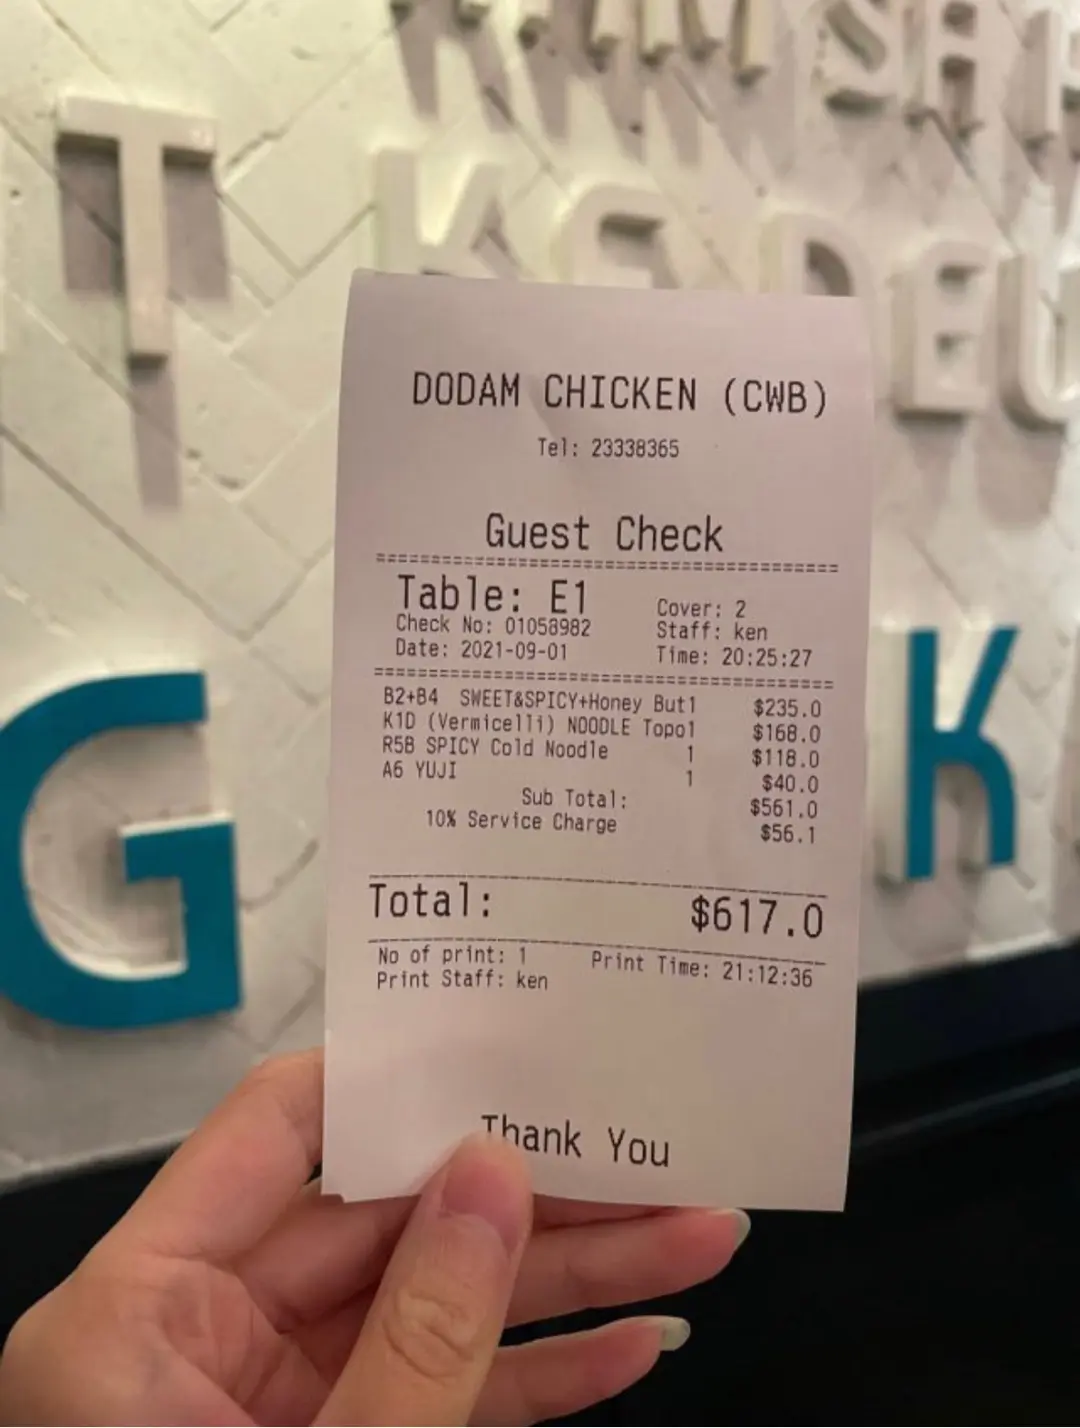 T K
DEU
G K
DODAM CHICKEN (CWB)
Tel: 23338365
Guest Check
Table: E1 Cover: 2
Check No: 01058982 Staff: ken
Date: 2021-09-01 Time: 20:25:27
B2+B4 SWEET&SPICY+Honey But1 $235.0
K1D (Vermicelli) NOODLE Topo1 $168.0
R5B SPICY Cold Noodle 1 $118.0
A6 YUJI 1 $40.0
Sub Total: $561.0
10% Service Charge $56.1
Total: $617.0
No of print: 1 Print Time: 21:12:36
Print Staff: ken
Thank You